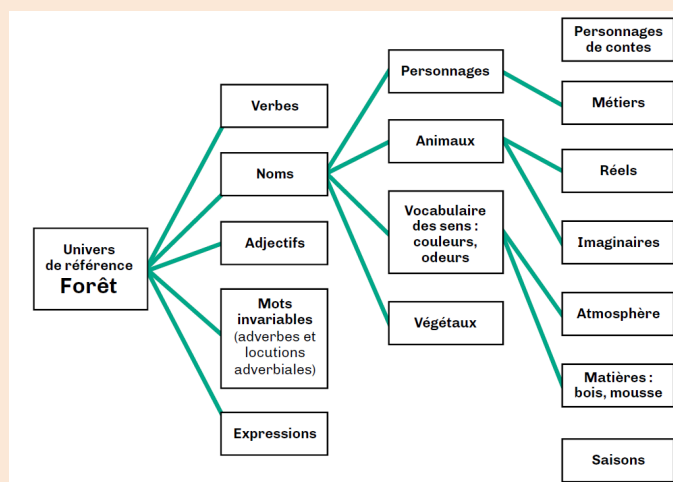 Univers
de référence
Forêt
Verbes
Noms
Adjectifs
Mots
invariables
(adverbes et
locutions
adverbiales)
Expressions
Personnages
Animaux
Vocabulaire
des sens :
couleurs,
odeurs
Végétaux
Personnages
de contes
Métiers
Réels
Imaginaires
Atmosphère
Matières :
bois, mousse
Saisons